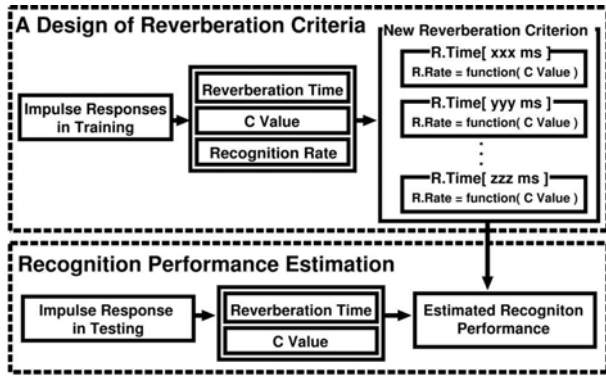 A Design of Reverberation Criteria
Impulse Responses
in Training
Reverberation Time
C Value
Recognition Rate
New Reverberation Criterion
R.Time[ xxx ms ]
R.Rate = function( C Value )
R.Time[ yyy ms ]
R.Rate = function( C Value )
R.Time[ zzz ms ]
R.Rate = function( C Value )
Recognition Performance Estimation
Impulse Response
in Testing
Reverberation Time
C Value
Estimated Recogniton
Performance